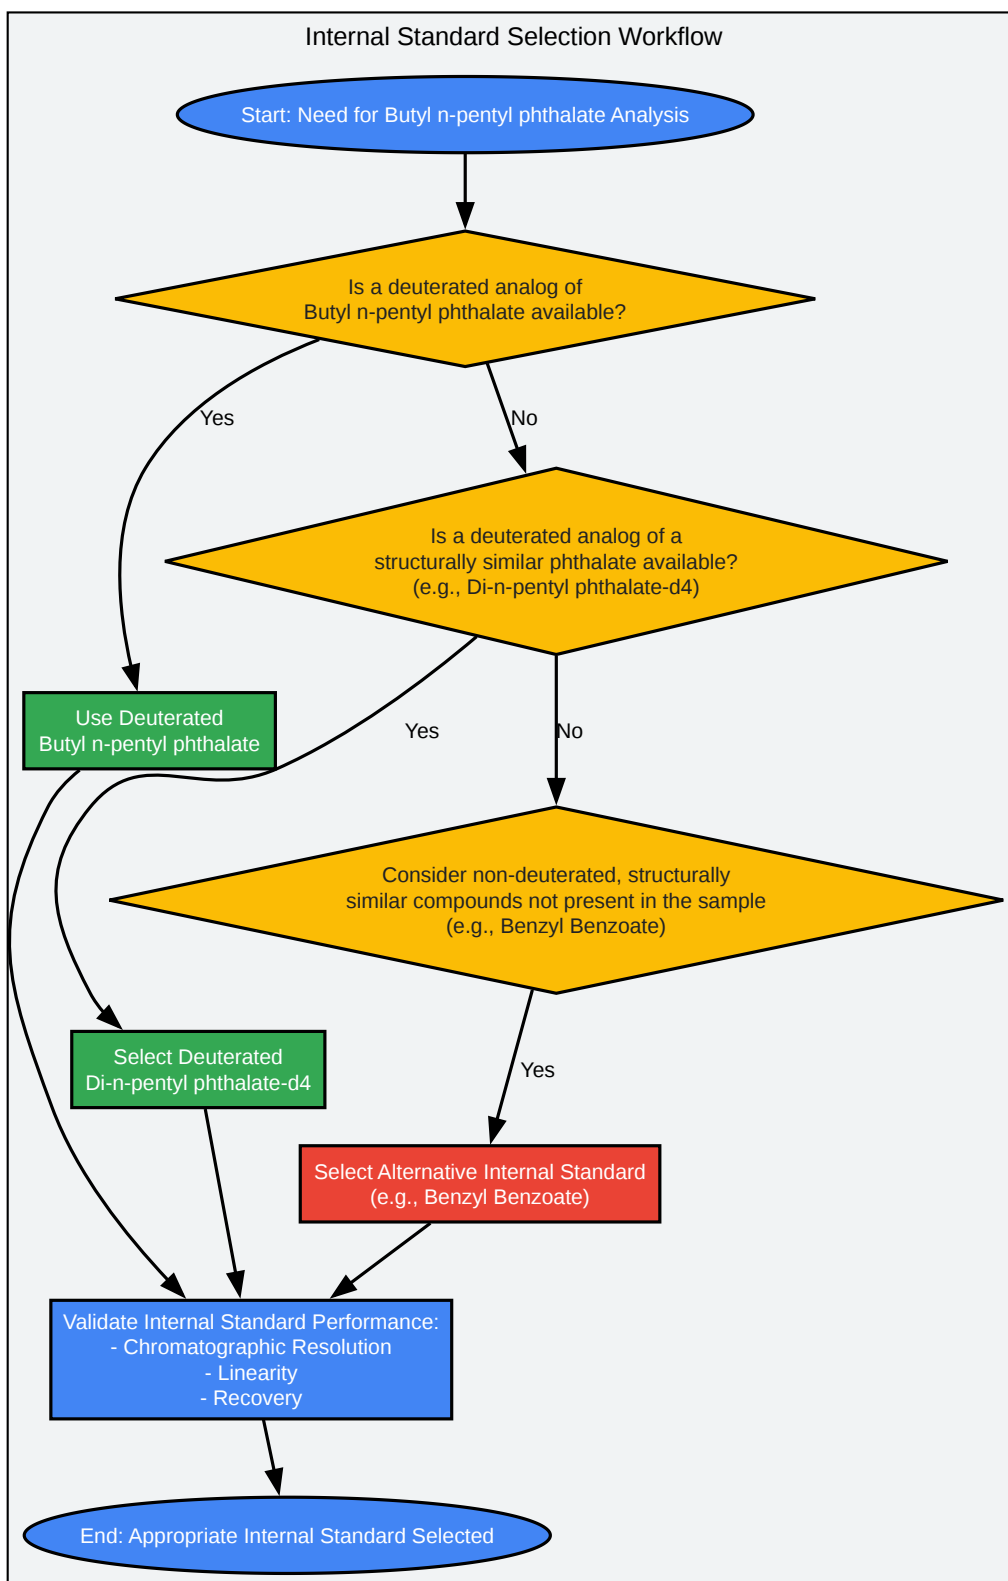 Internal Standard Selection Workflow
Start: Need for Butyl n-pentyl phthalate Analysis
Is a deuterated analog of
Butyl n-pentyl phthalate available?
Yes
No
Is a deuterated analog of a
structurally similar phthalate available?
(e.g., Di-n-pentyl phthalate-d4)
Use Deuterated
Butyl n-pentyl phthalate
Yes
No
Consider non-deuterated, structurally
similar compounds not present in the sample
(e.g., Benzyl Benzoate)
Select Deuterated
Di-n-pentyl phthalate-d4
Yes
Select Alternative Internal Standard
(e.g., Benzyl Benzoate)
Validate Internal Standard Performance:
- Chromatographic Resolution
- Linearity
- Recovery
End: Appropriate Internal Standard Selected